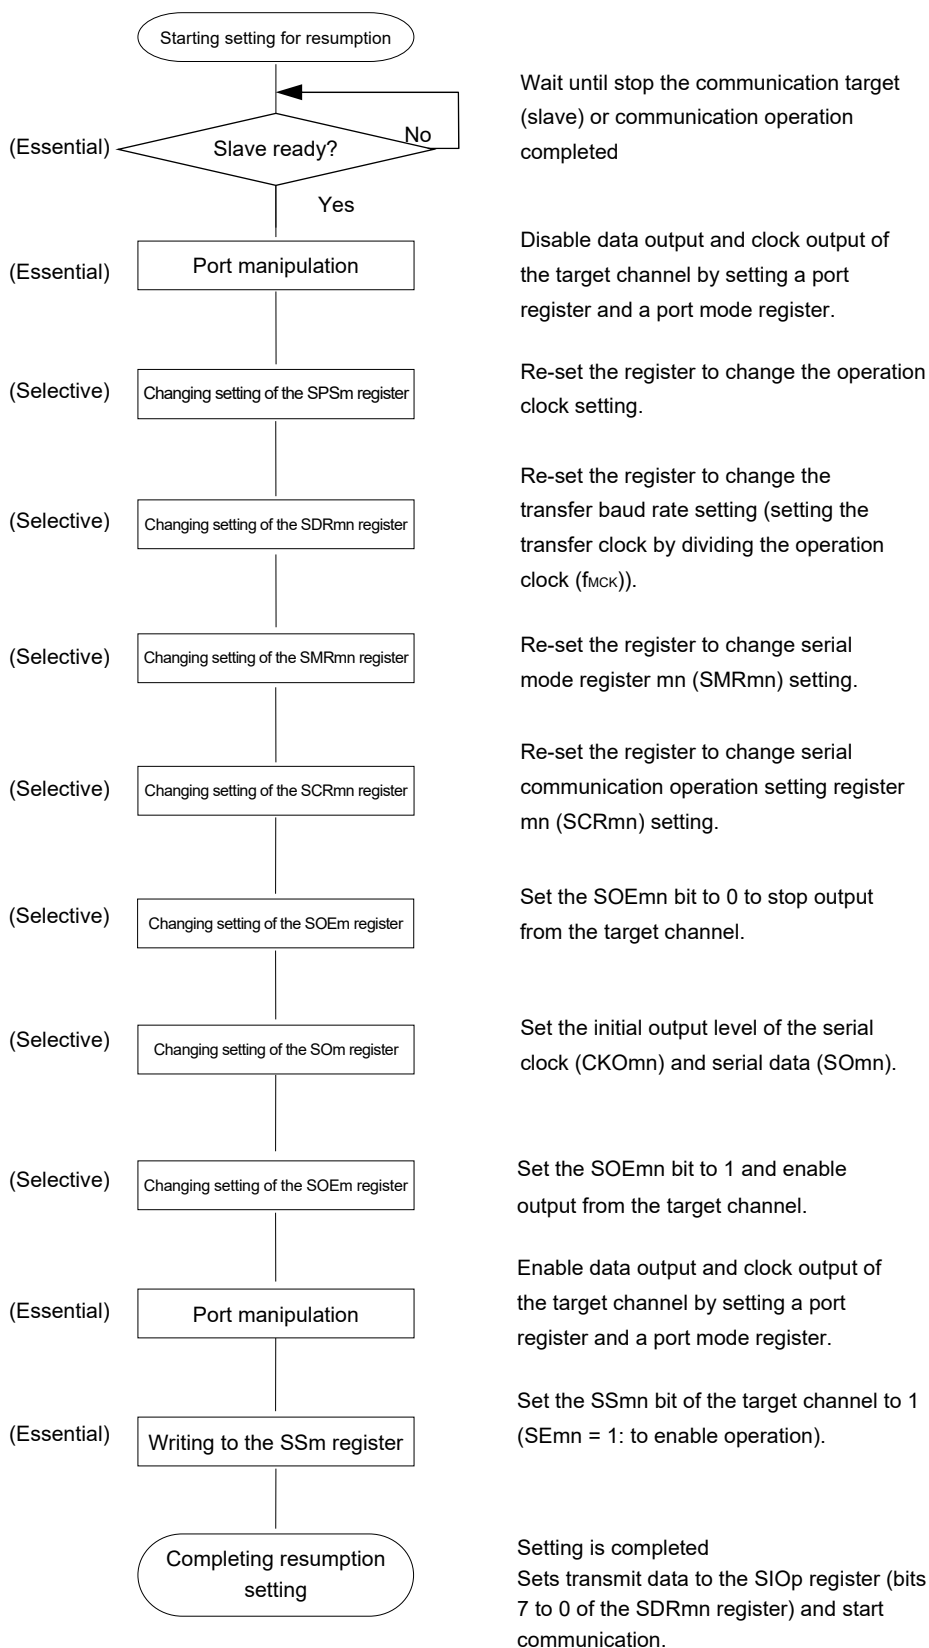 Starting setting for resumption
Wait until stop the communication target
(slave) or communication operation
completed
(Essential)
Slave ready?
No
Yes
(Essential)
Port manipulation
Disable data output and clock output of
the target channel by setting a port
register and a port mode register.
(Selective)
Changing setting of the SPSm register
Re-set the register to change the operation
clock setting.
(Selective)
Changing setting of the SDRmn register
Re-set the register to change the
transfer baud rate setting (setting the
transfer clock by dividing the operation
clock (fMCK)).
(Selective)
Changing setting of the SMRmn register
Re-set the register to change serial
mode register mn (SMRmn) setting.
(Selective)
Changing setting of the SCRmn register
Re-set the register to change serial
communication operation setting register
mn (SCRmn) setting.
(Selective)
Changing setting of the SOEm register
Set the SOEmn bit to 0 to stop output
from the target channel.
(Selective)
Changing setting of the SOm register
Set the initial output level of the serial
clock (CKOmn) and serial data (SOmn).
(Selective)
Changing setting of the SOEm register
Set the SOEmn bit to 1 and enable
output from the target channel.
(Essential)
Port manipulation
Enable data output and clock output of
the target channel by setting a port
register and a port mode register.
(Essential)
Writing to the SSm register
Set the SSmn bit of the target channel to 1
(SEmn = 1: to enable operation).
Completing resumption
setting
Setting is completed
Sets transmit data to the SIOp register (bits
7 to 0 of the SDRmn register) and start
communication.